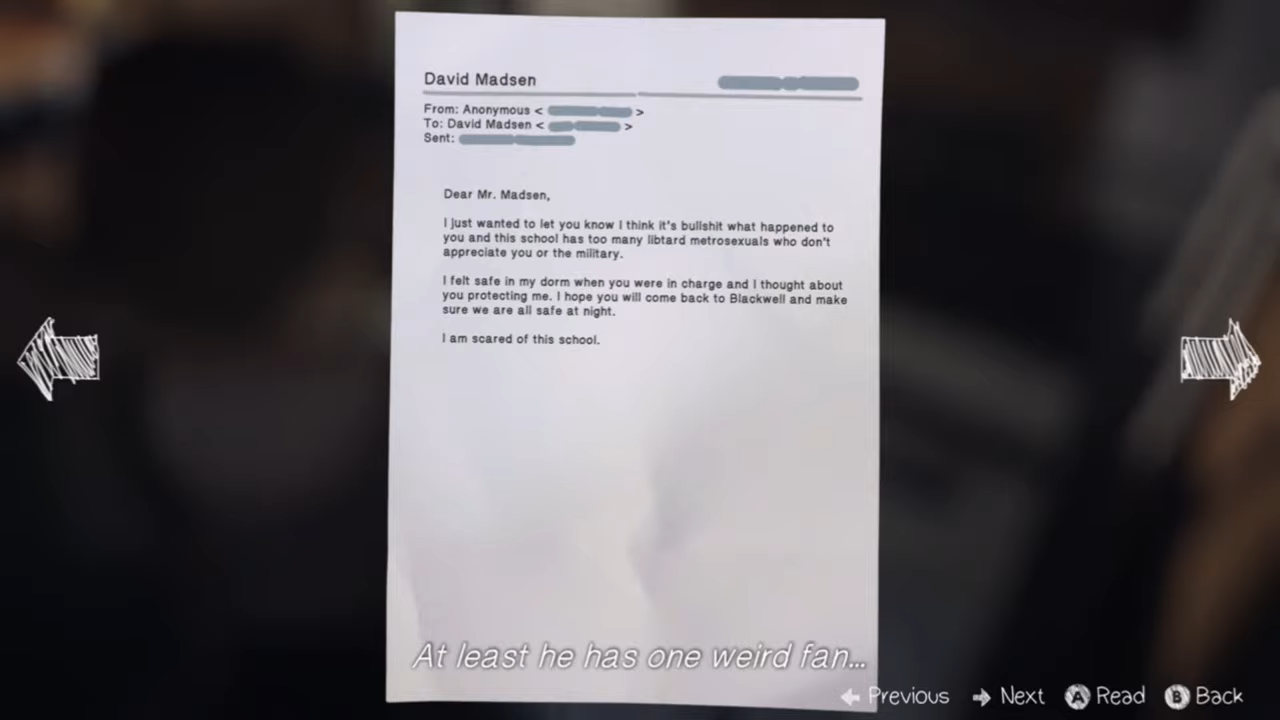 David Madsen
From: Anonymous < >
To: David Madsen < >
Sent:
Dear Mr. Madsen,
I just wanted to let you know I think it's bullshit what happened to
you and this school has too many libtard metrosexuals who don't
appreciate you or the military.
I felt safe in my dorm when you were in charge and I thought about
you protecting me. I hope you will come back to Blackwell and make
sure we are all safe at night.
I am scared of this school.
At least he has one weird fan...
Previous Next A Read B Back